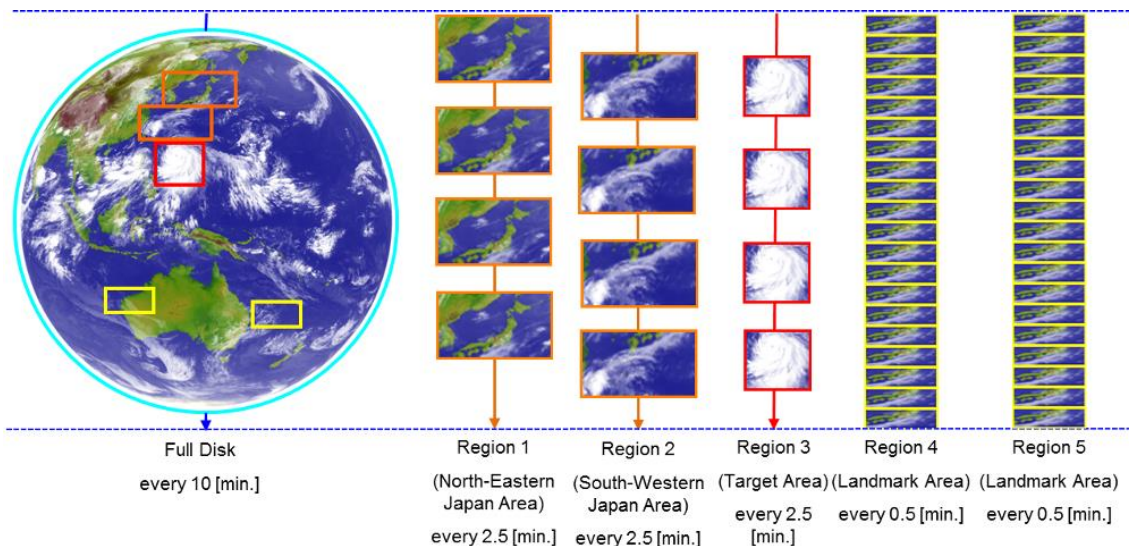 Full Disk
every 10 [min.]
Region 1
(North-Eastern
Japan Area)
every 2.5 [min.]
Region 2
(South-Western
Japan Area)
every 2.5 [min.]
Region 3
(Target Area)
every 2.5
[min.]
Region 4
(Landmark Area)
every 0.5 [min.]
Region 5
(Landmark Area)
every 0.5 [min.]